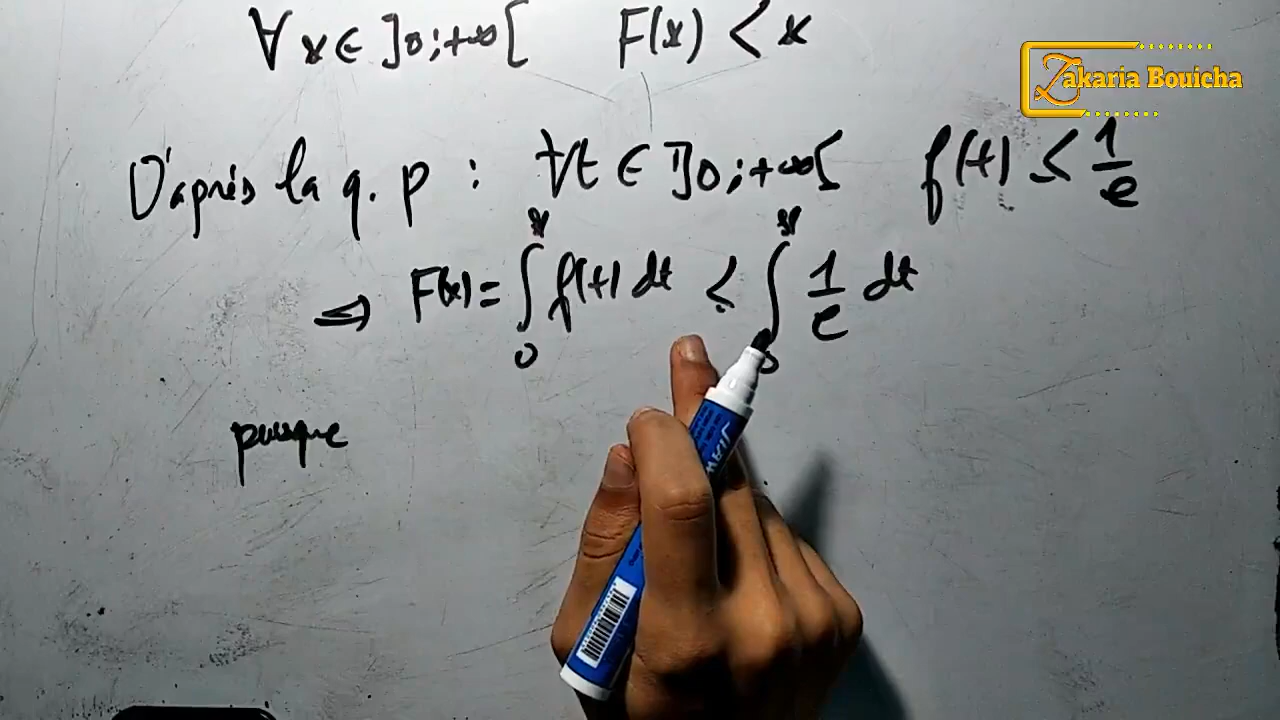 ∀ x ∈ ]0;+∞[ F(x) < x
Zakaria Bouicha
D'après la q. p : ∀t ∈ ]0;+∞[ f(t) ≤ 1/e
⇒ F(x) = ∫₀ˣ f(t) dt ≤ ∫₀ˣ 1/e dt
puisque